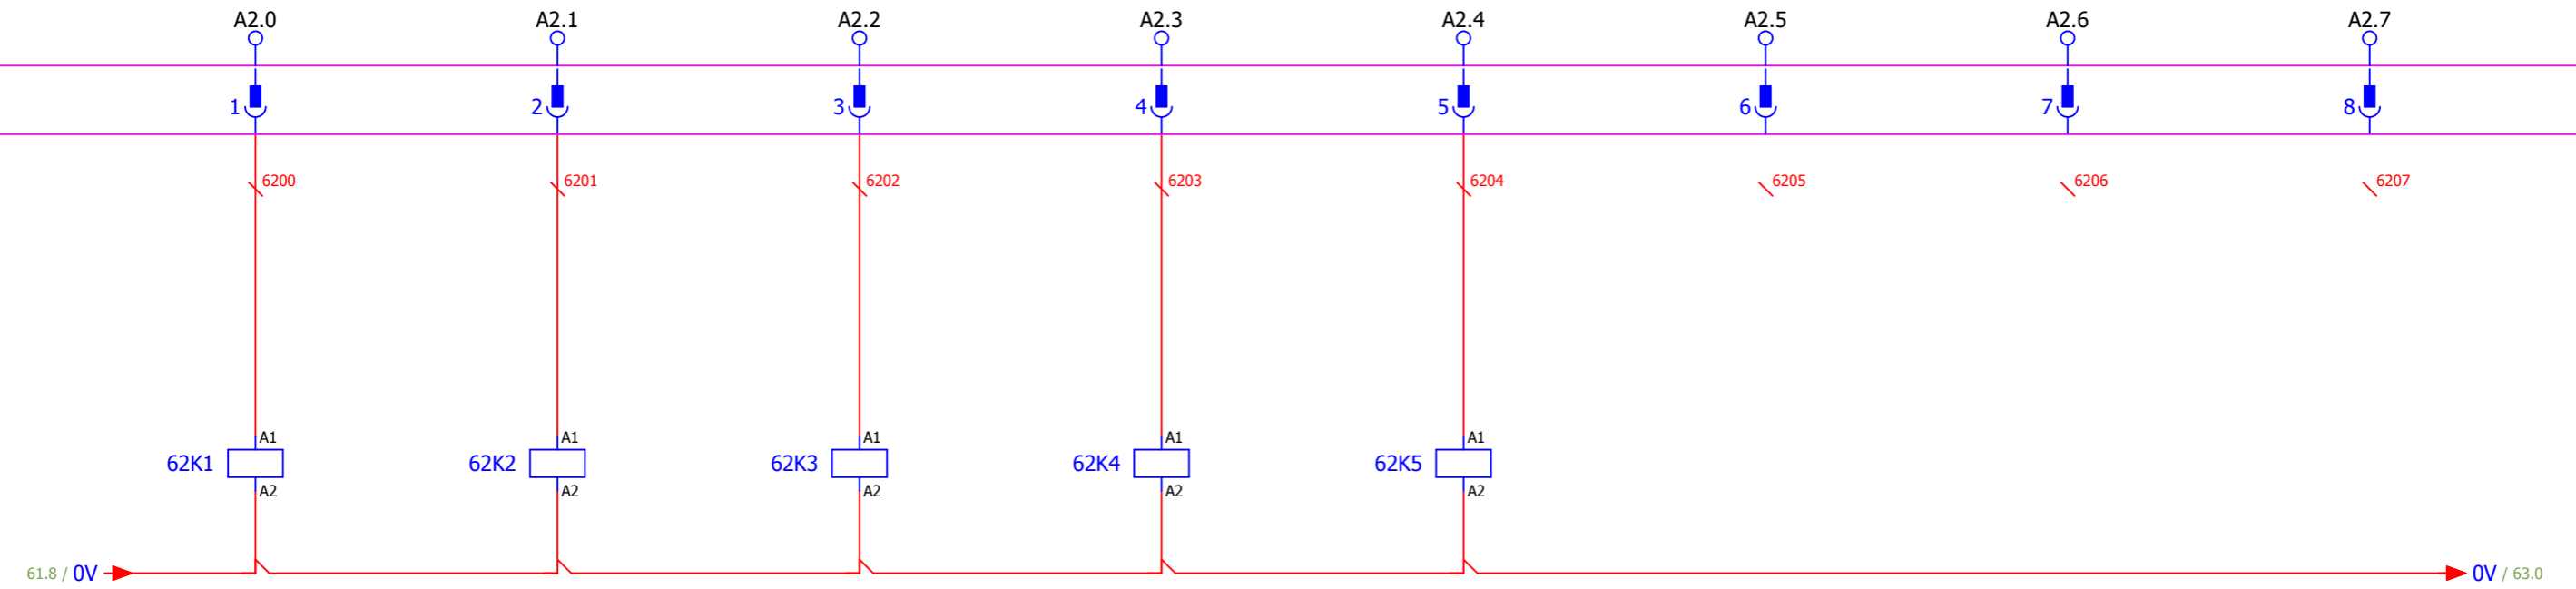 A2.0 A2.1 A2.2 A2.3 A2.4 A2.5 A2.6 A2.7
1 2 3 4 5 6 7 8
6200 6201 6202 6203 6204 6205 6206 6207
A1 A1 A1 A1 A1
62K1 62K2 62K3 62K4 62K5
A2 A2 A2 A2 A2
61.8 / 0V 0V / 63.0